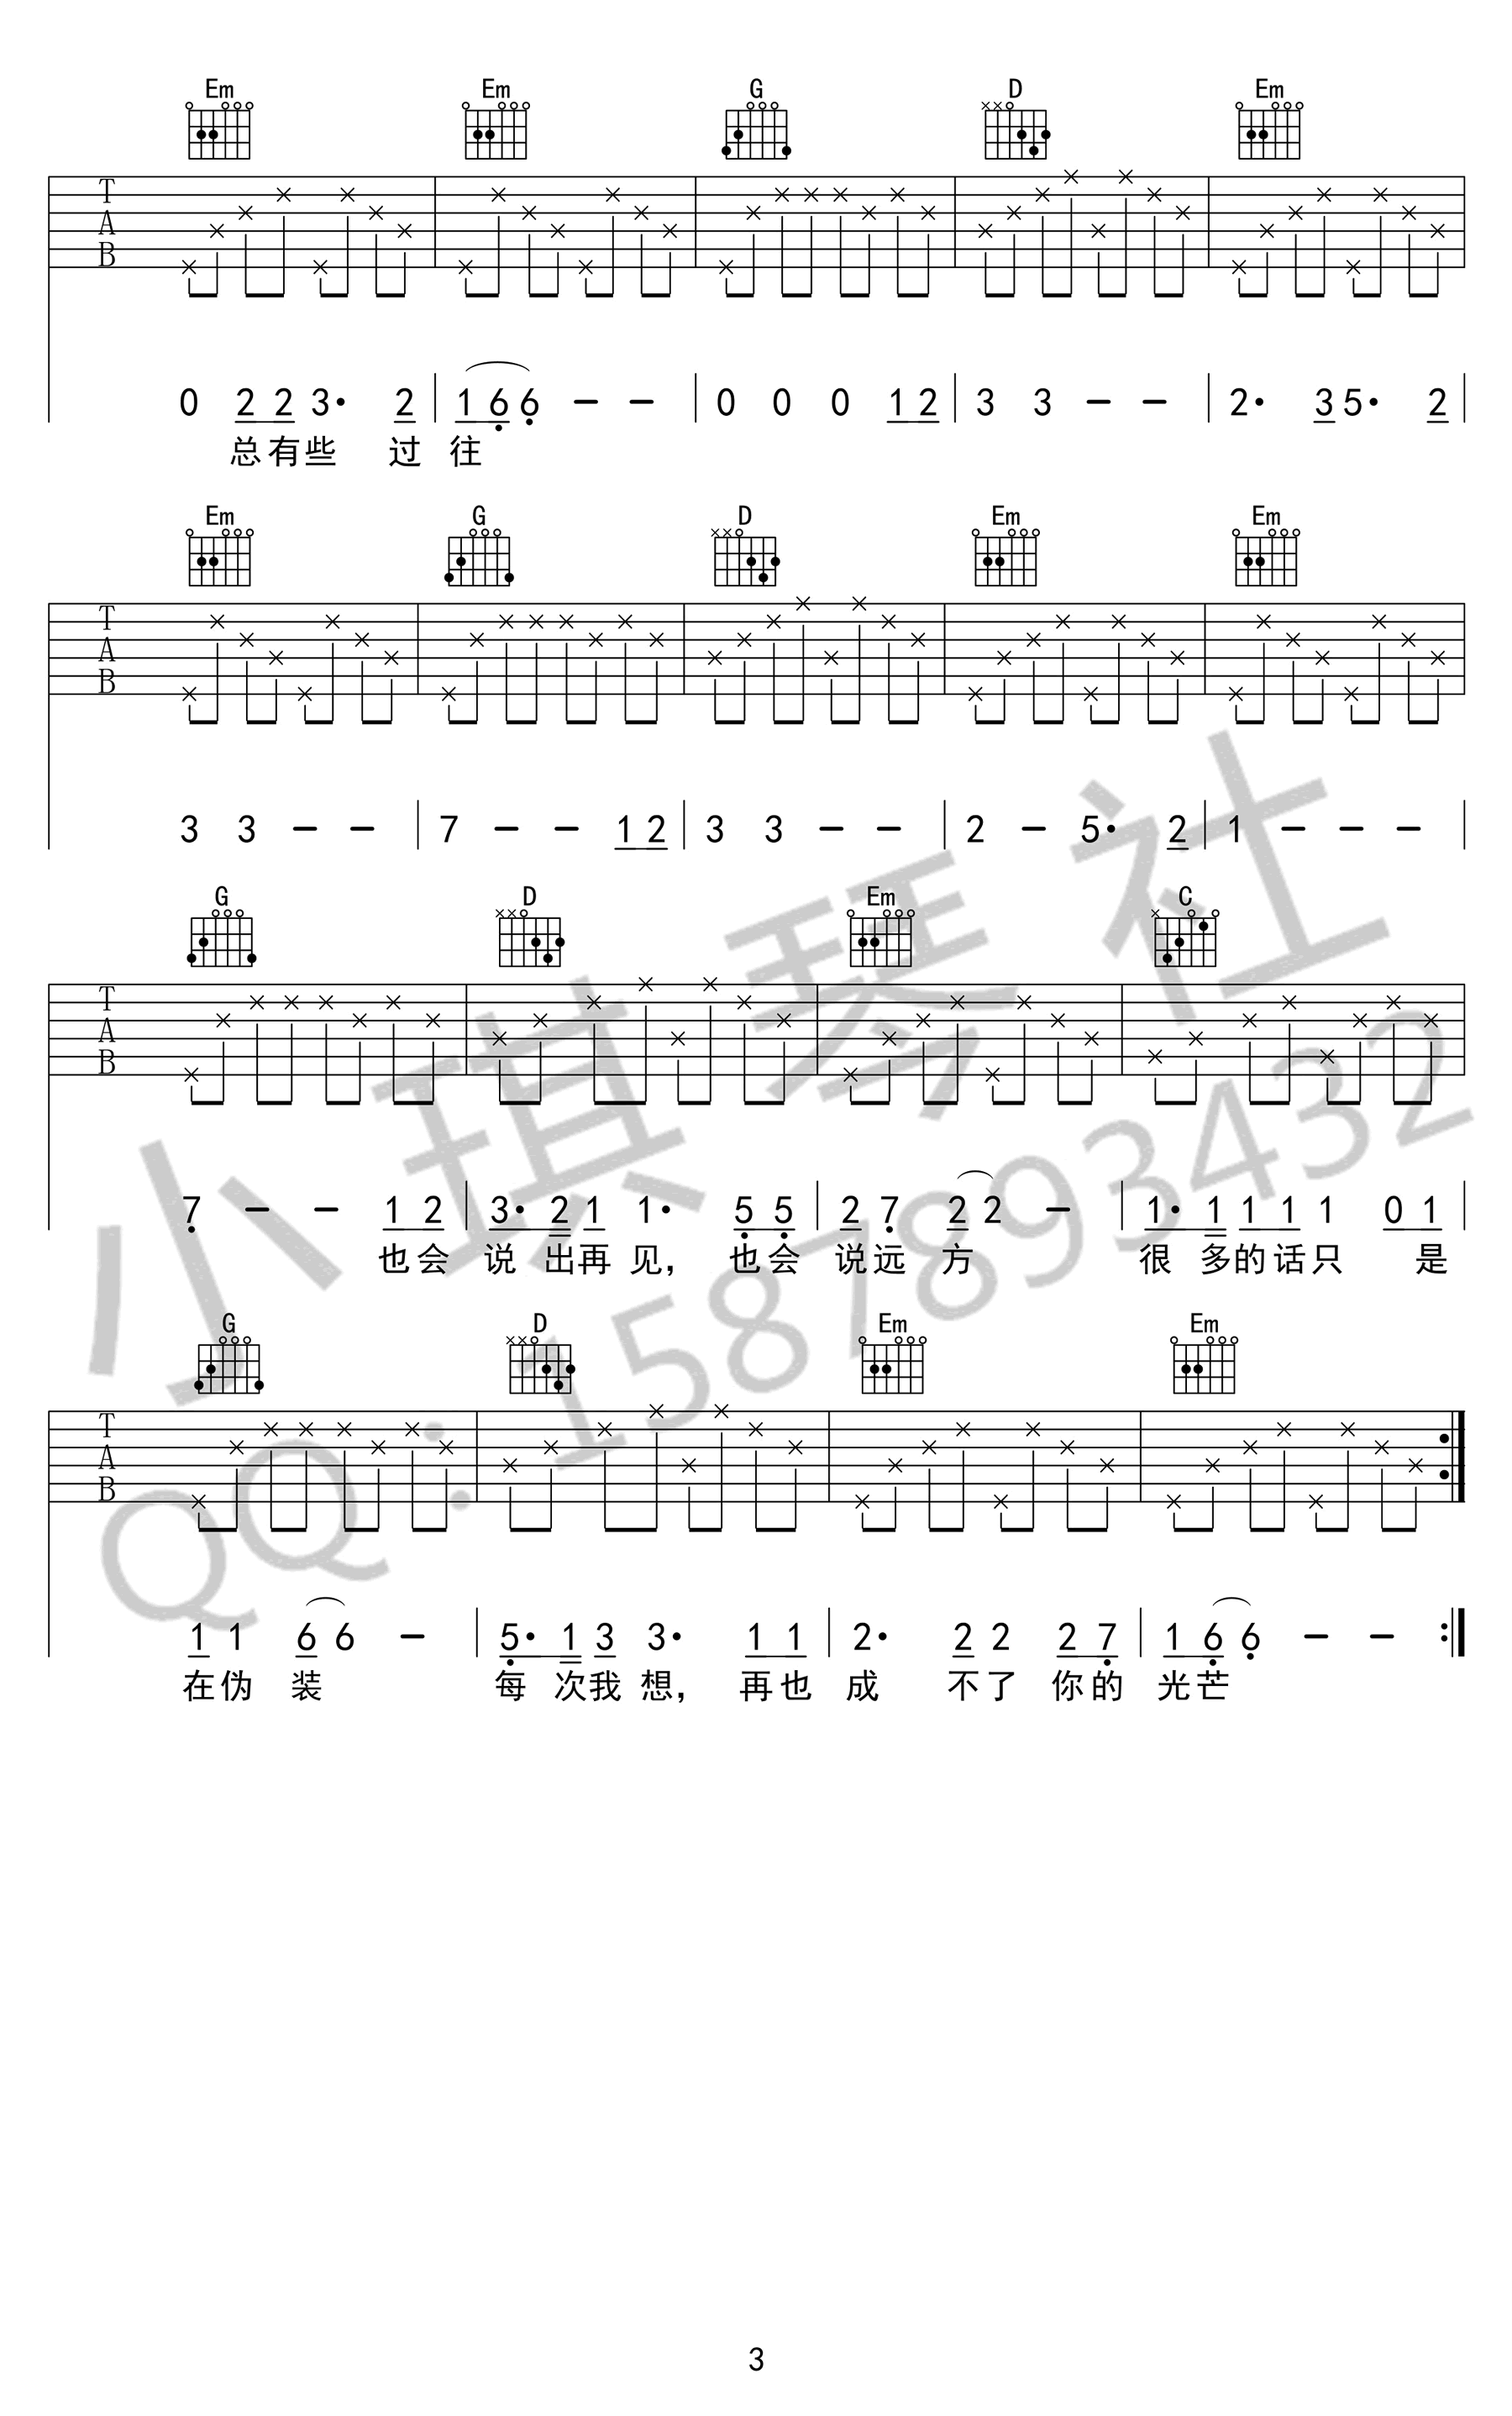 Em Em G D Em
T
A
B
0 2 2 3· 2 | 1 6 6 - - | 0 0 0 1 2 | 3 3 - - | 2· 3 5· 2 |
总有些 过 往
Em G D Em Em
T
A
B
3 3 - - | 7 - - 1 2 | 3 3 - - | 2 - 5· 2 | 1 - - - |
G D Em C
T
A
B
7 - - 1 2 | 3· 2 1 1· 5 5 | 2 7 2 2 - | 1· 1 1 1 1 0 1 |
也会 说 出再 见, 也会 说远 方 很 多的话只 是
G D Em Em
T
A
B
1 1 6 6 - | 5· 1 3 3· 1 1 | 2· 2 2 2 7 | 1 6 6 - - :|
在伪 装 每 次我 想, 再也 成 不了 你的 光芒
小琪琴社
QQ:1587893432
3